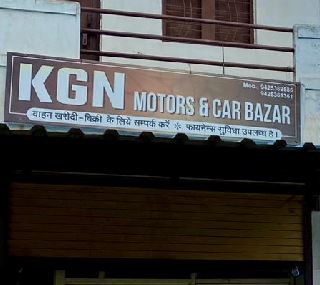 KGN MOTORS & CAR BAZAR
वाहन खरीदी-बिक्री के लिये सम्पर्क करें * फायनेन्स सुविधा उपलब्ध है।